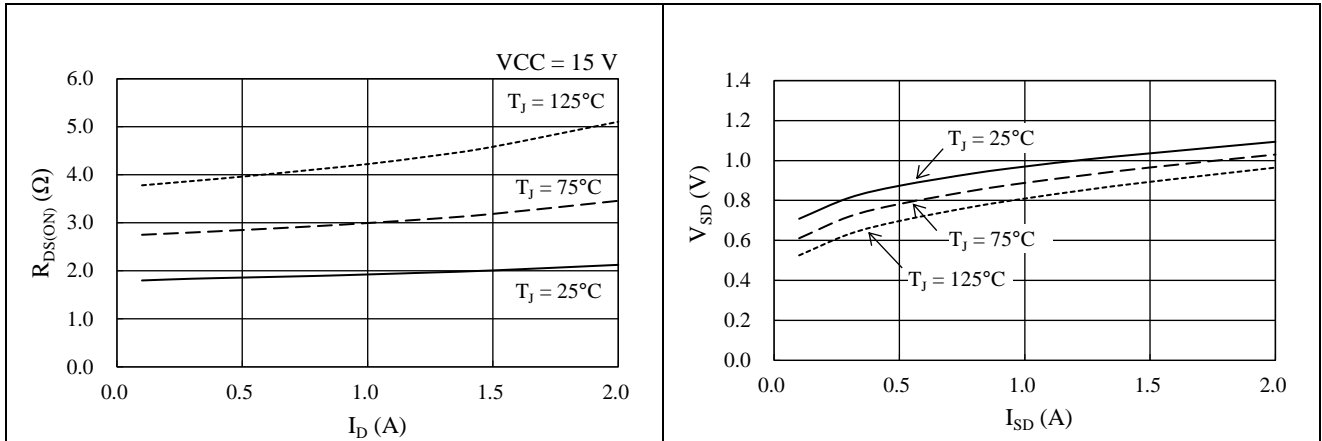 VCC = 15 V
6.0
5.0
4.0
3.0
2.0
1.0
0.0
R_DS(ON) (Ω)
T_J = 125°C
T_J = 75°C
T_J = 25°C
0.0 0.5 1.0 1.5 2.0
I_D (A)
1.4
1.2
1.0
0.8
0.6
0.4
0.2
0.0
V_SD (V)
T_J = 25°C
T_J = 75°C
T_J = 125°C
0.0 0.5 1.0 1.5 2.0
I_SD (A)